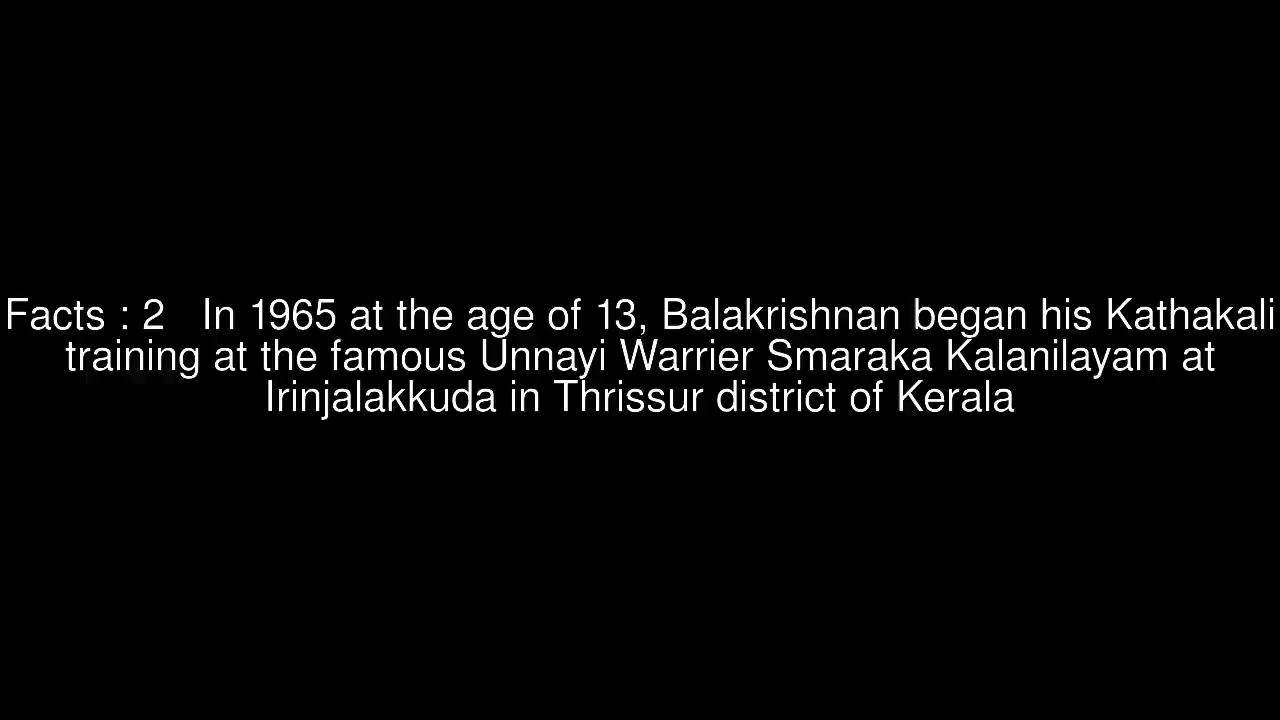 Facts : 2   In 1965 at the age of 13, Balakrishnan began his Kathakali
training at the famous Unnayi Warrier Smaraka Kalanilayam at
Irinjalakkuda in Thrissur district of Kerala